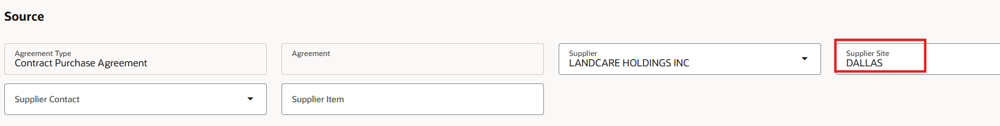 Source
Agreement Type
Contract Purchase Agreement
Agreement
Supplier
LANDCARE HOLDINGS INC
Supplier Site
DALLAS
Supplier Contact
Supplier Item